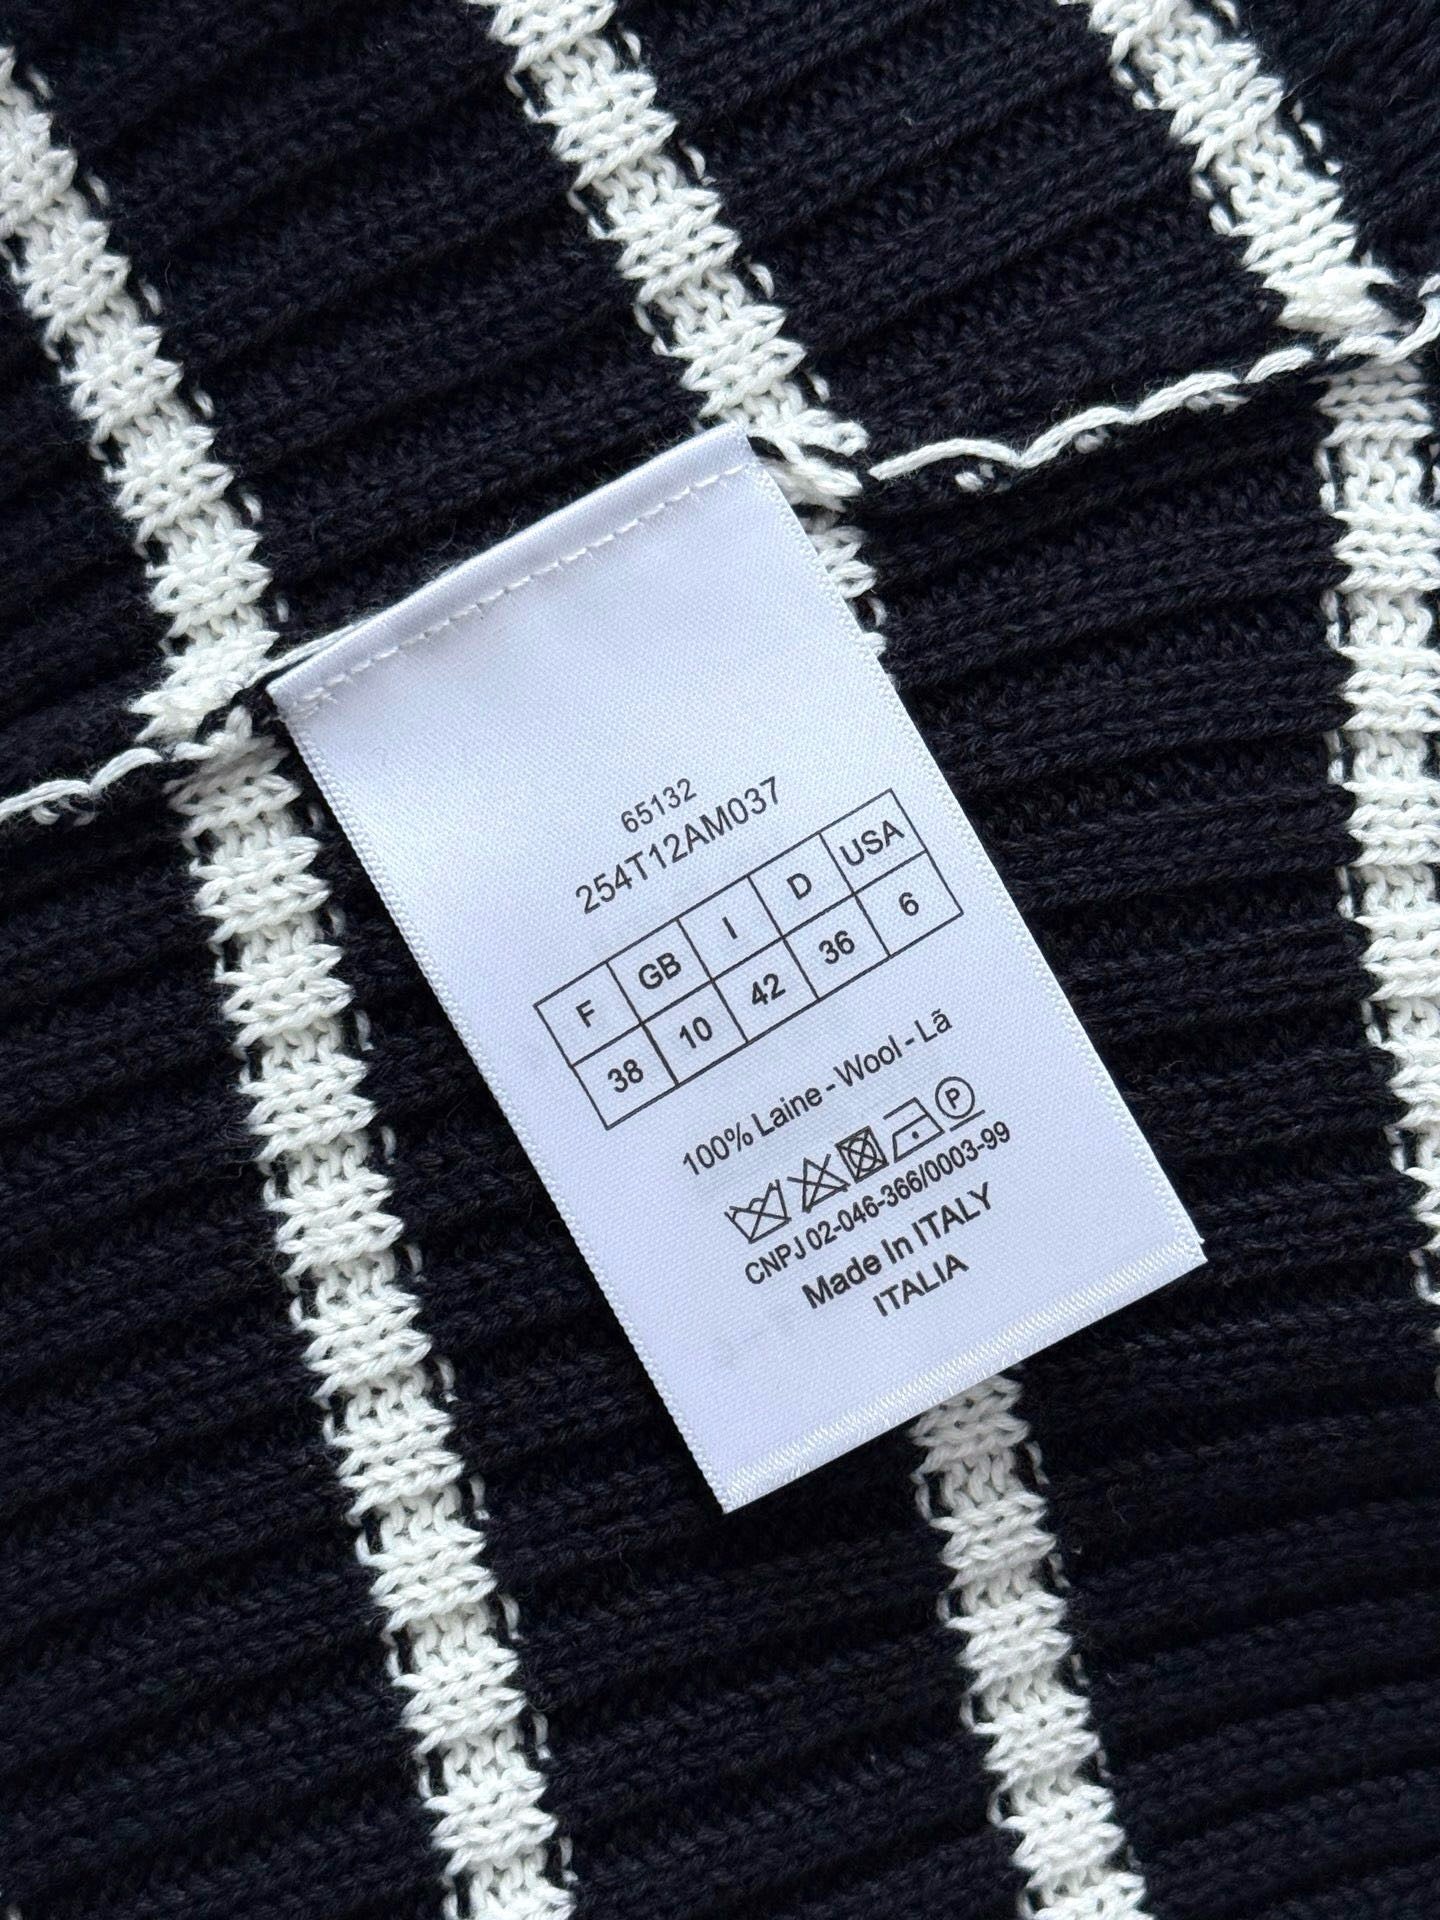 65132
254T12AM037
F GB I D USA
38 10 42 36 6
100% Laine - Wool - Lã
P
CNPJ 02-046-366/0003-99
Made In ITALY
ITALIA